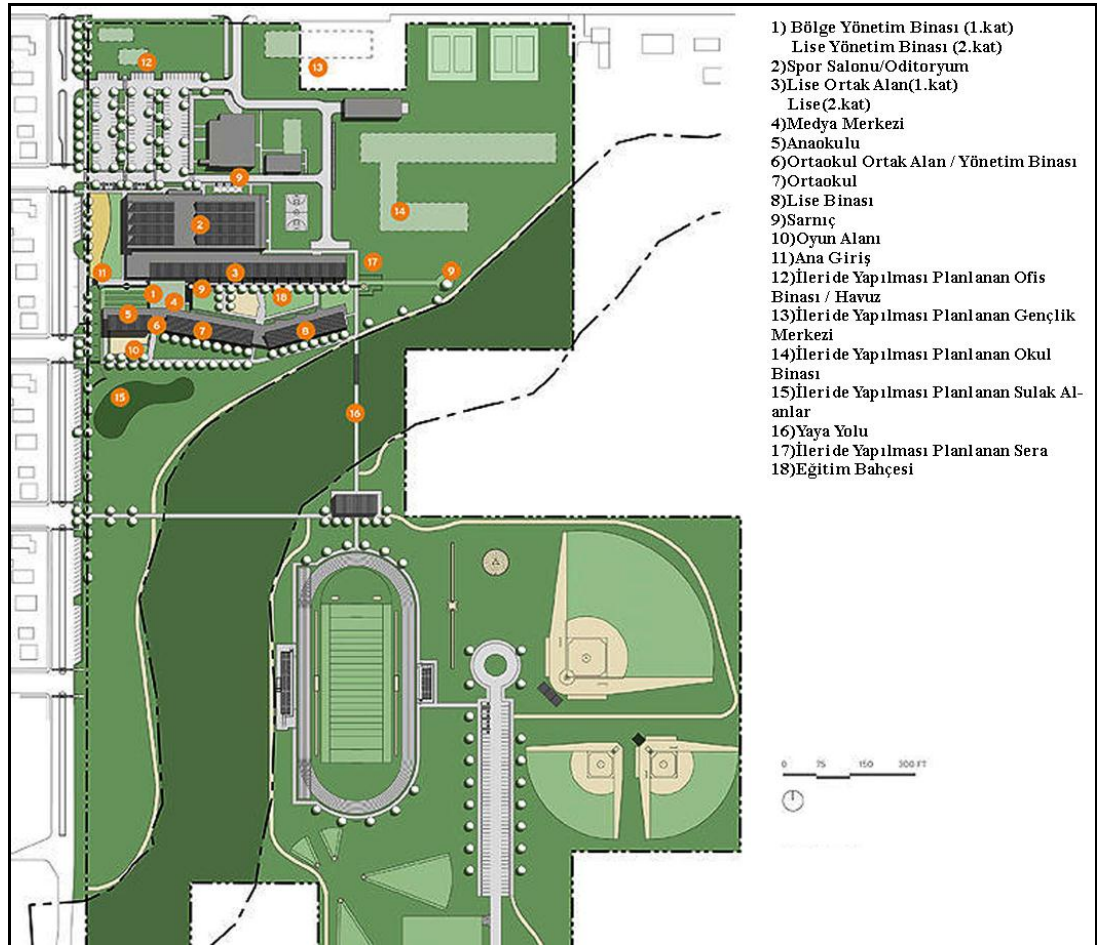 1) Bölge Yönetim Binası (1.kat)
Lise Yönetim Binası (2.kat)
2)Spor Salonu/Oditoryum
3)Lise Ortak Alan(1.kat)
Lise(2.kat)
4)Medya Merkezi
5)Anaokulu
6)Ortaokul Ortak Alan / Yönetim Binası
7)Ortaokul
8)Lise Binası
9)Sarnıç
10)Oyun Alanı
11)Ana Giriş
12)İleride Yapılması Planlanan Ofis
Binası / Havuz
13)İleride Yapılması Planlanan Gençlik
Merkezi
14)İleride Yapılması Planlanan Okul
Binası
15)İleride Yapılması Planlanan Sulak Al-
anlar
16)Yaya Yolu
17)İleride Yapılması Planlanan Sera
18)Eğitim Bahçesi
12
13
9
2
14
11
3
17
9
1
9
18
4
5
6
7
8
10
15
16
0 75 150 300 FT